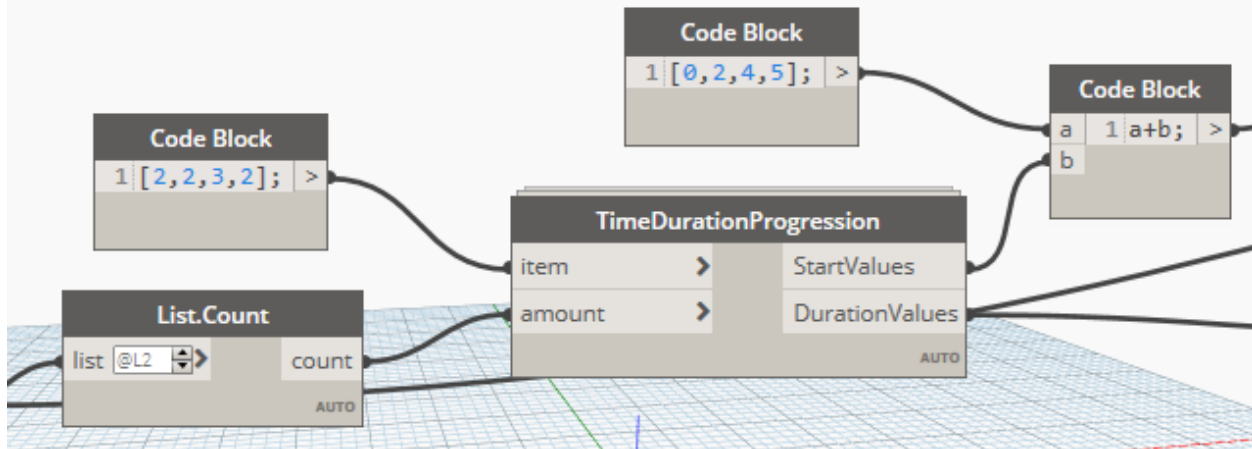 Code Block
1 [0,2,4,5]; >
Code Block
a 1 a+b; >
b
Code Block
1 [2,2,3,2]; >
TimeDurationProgression
item > StartValues
amount > DurationValues
AUTO
List.Count
list @L2 > count
AUTO